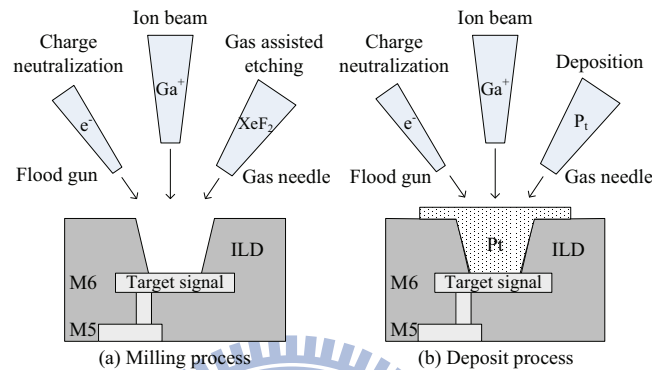 Ion beam
Charge neutralization
Gas assisted etching
Ga+
e-
XeF2
Flood gun
Gas needle
ILD
M6
Target signal
M5
(a) Milling process
Ion beam
Charge neutralization
Deposition
Ga+
e-
Pt
Flood gun
Gas needle
Pt
ILD
M6
Target signal
M5
(b) Deposit process